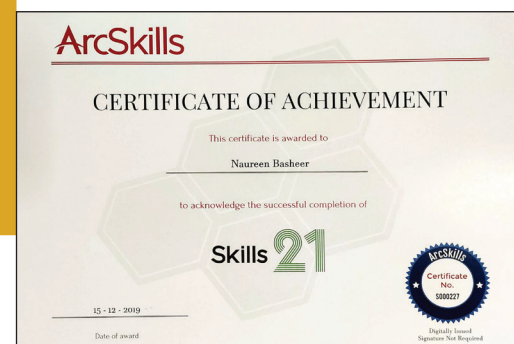 ArcSkills
CERTIFICATE OF ACHIEVEMENT
This certificate is awarded to
Naureen Basheer
to acknowledge the successful completion of
Skills 21
15 - 12 - 2019
Date of award
ArcSkills
Certificate
No.
S000227
Digitally Issued
Signature Not Required